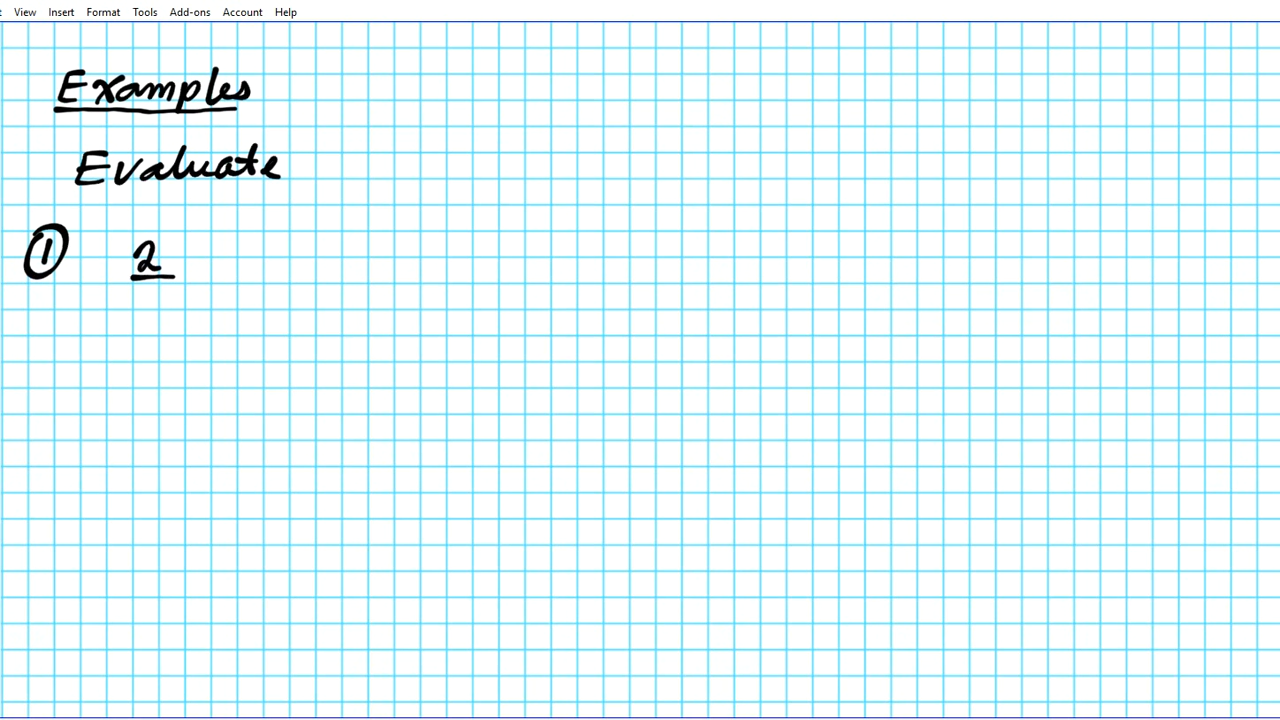 View Insert Format Tools Add-ons Account Help
Examples
Evaluate
① 2